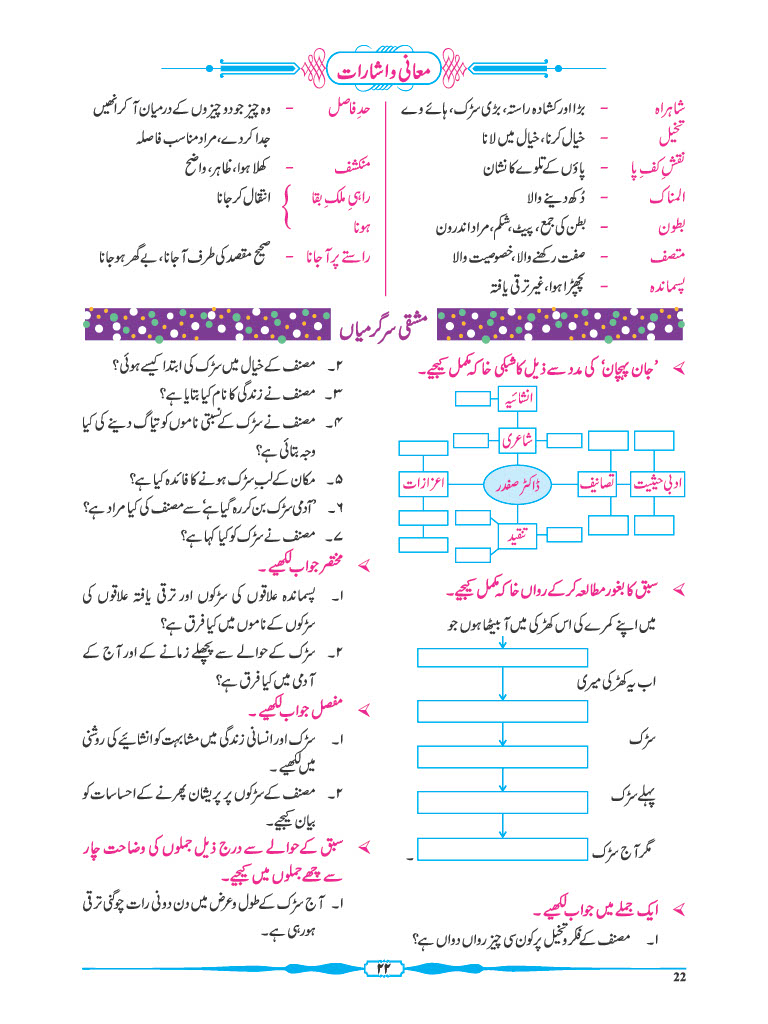 معانی و اشارات
شاہراہ – بڑا اور کشادہ راستہ، بڑی سڑک، ہائے وے
تخیل – خیال کرنا، خیال میں لانا
نقشِ کفِ پا – پاؤں کے تلوے کا نشان
المناک – دُکھ دینے والا
بطون – بطن کی جمع، پیٹ، شکم، مراد اندرون
متصف – صفت رکھنے والا، خصوصیت والا
پسماندہ – بچھڑا ہوا، غیر ترقی یافتہ
حدِ فاصل – وہ چیز جو دو چیزوں کے درمیان آ کر انھیں
جدا کر دے، مراد مناسب فاصلہ
منکشف – کھلا ہوا، ظاہر، واضح
راہیِ ملکِ بقا ہونا – انتقال کر جانا
راستے پر آ جانا – صحیح مقصد کی طرف آ جانا، بے گھر ہو جانا
مشقی سرگرمیاں
’جان پہچان‘ کی مدد سے ذیل کا شبکی خاکہ مکمل کیجیے۔
انشائیہ
شاعری
ادبی حیثیت
تصانیف
ڈاکٹر صفدر
اعزازات
تنقید
سبق کا بغور مطالعہ کر کے رواں خاکہ مکمل کیجیے۔
میں اپنے کمرے کی اس کھڑکی میں آ بیٹھا ہوں جو
اب یہ کھڑکی میری
سڑک
پہلے سڑک
مگر آج سڑک ۔
ایک جملے میں جواب لکھیے ۔
۱۔ مصنف کے فکر و تخیل پر کون سی چیز رواں دواں ہے؟
۲۔ مصنف کے خیال میں سڑک کی ابتدا کیسے ہوئی؟
۳۔ مصنف نے زندگی کا نام کیا بتایا ہے؟
۴۔ مصنف نے سڑک کے نسبتی ناموں کو تیاگ دینے کی کیا
وجہ بتائی ہے؟
۵۔ مکان کے لبِ سڑک ہونے کا فائدہ کیا ہے؟
۶۔ ’آدمی سڑک بن کر رہ گیا ہے‘ سے مصنف کی کیا مراد ہے؟
۷۔ مصنف نے سڑک کو کیا کہا ہے؟
مختصر جواب لکھیے ۔
۱۔ پسماندہ علاقوں کی سڑکوں اور ترقی یافتہ علاقوں کی
سڑکوں کے ناموں میں کیا فرق ہے؟
۲۔ سڑک کے حوالے سے پچھلے زمانے کے اور آج کے
آدمی میں کیا فرق ہے؟
مفصل جواب لکھیے ۔
۱۔ سڑک اور انسانی زندگی میں مشابہت کو انشائیے کی روشنی
میں لکھیے ۔
۲۔ مصنف کے سڑکوں پر پریشان پھرنے کے احساسات کو
بیان کیجیے۔
سبق کے حوالے سے درج ذیل جملوں کی وضاحت چار
سے چھے جملوں میں کیجیے۔
۱۔ آج سڑک کے طول و عرض میں دن دونی رات چوگنی ترقی
ہو رہی ہے۔
۲۲
22